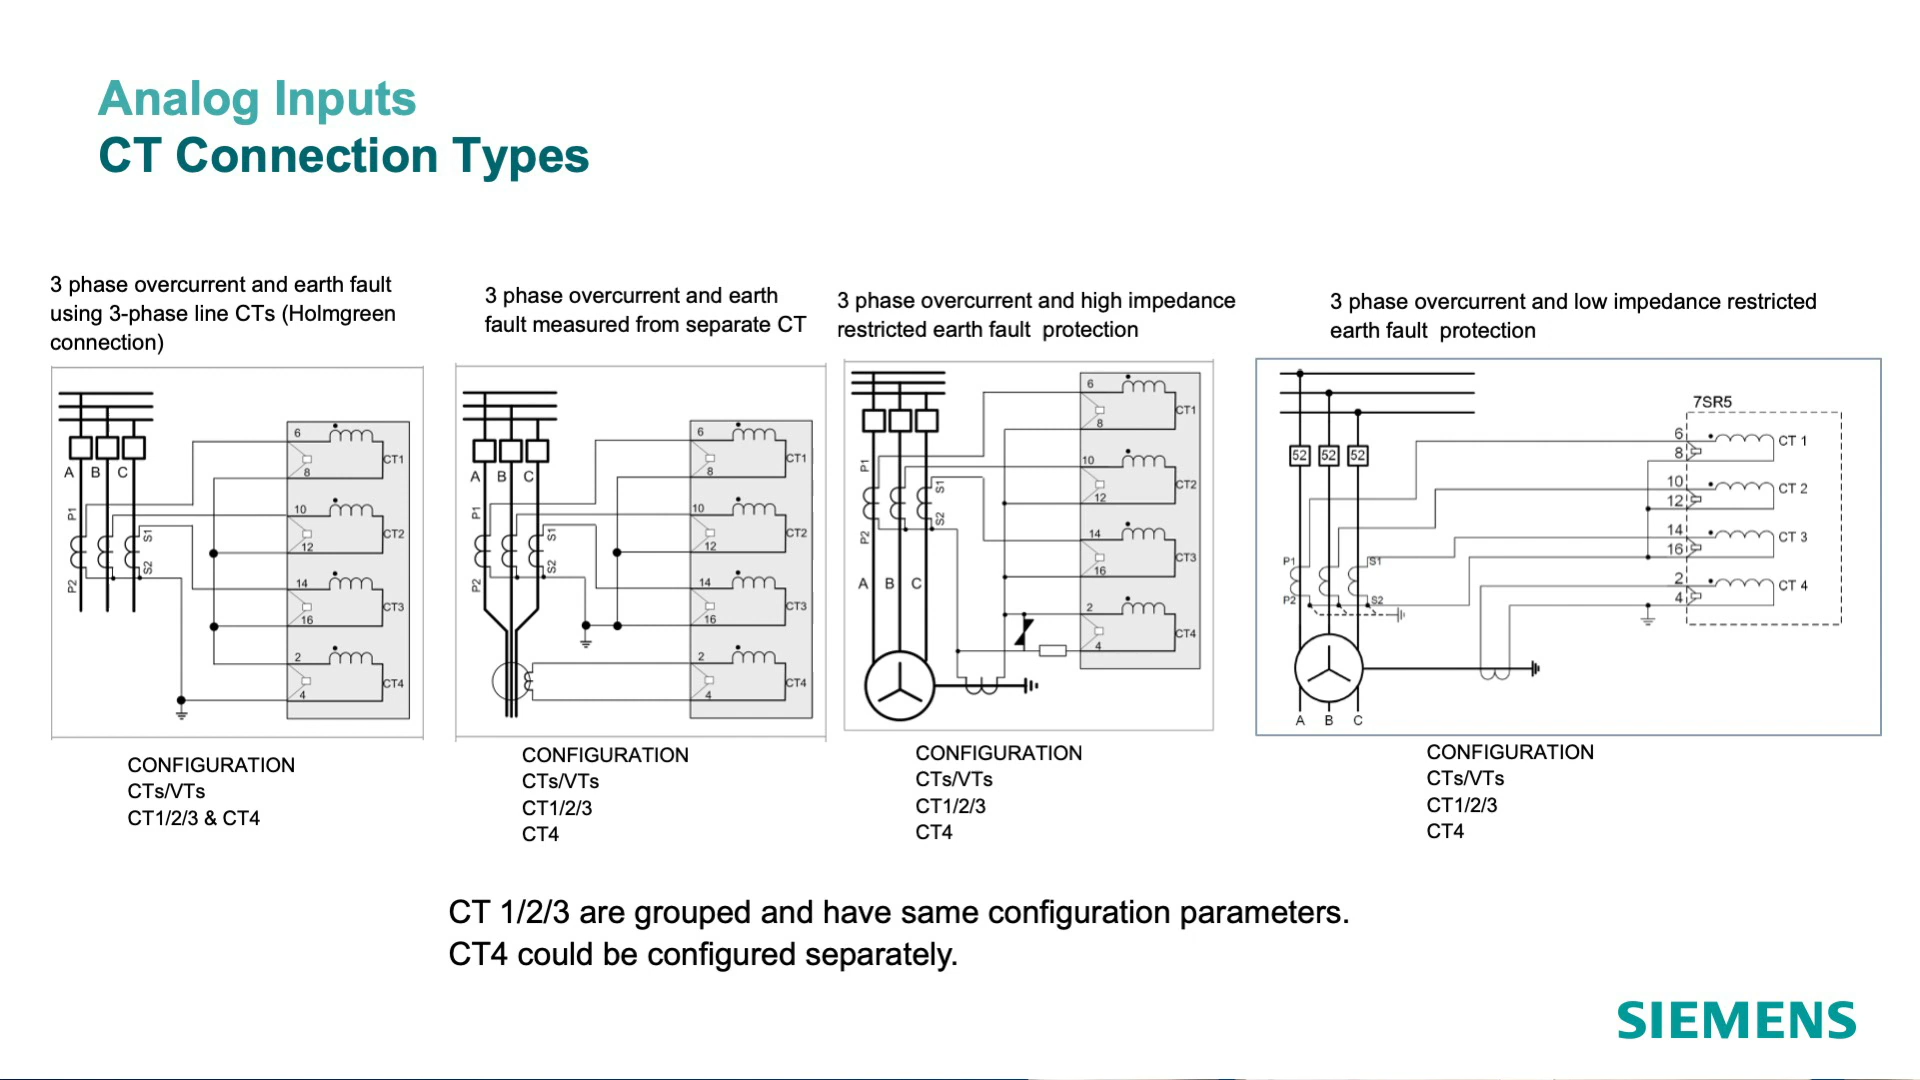 Analog Inputs
CT Connection Types
3 phase overcurrent and earth fault
using 3-phase line CTs (Holmgreen
connection)
A B C
P1
P2
S1
S2
6
8
CT1
10
12
CT2
14
16
CT3
2
4
CT4
CONFIGURATION
CTs/VTs
CT1/2/3 & CT4
3 phase overcurrent and earth
fault measured from separate CT
A B C
P1
P2
S1
S2
6
8
CT1
10
12
CT2
14
16
CT3
2
4
CT4
CONFIGURATION
CTs/VTs
CT1/2/3
CT4
3 phase overcurrent and high impedance
restricted earth fault protection
P1
P2
S1
S2
A B C
6
8
CT1
10
12
CT2
14
16
CT3
2
4
CT4
CONFIGURATION
CTs/VTs
CT1/2/3
CT4
3 phase overcurrent and low impedance restricted
earth fault protection
52 52 52
P1
P2
S1
S2
A B C
7SR5
6
8
CT 1
10
12
CT 2
14
16
CT 3
2
4
CT 4
CONFIGURATION
CTs/VTs
CT1/2/3
CT4
CT 1/2/3 are grouped and have same configuration parameters.
CT4 could be configured separately.
SIEMENS